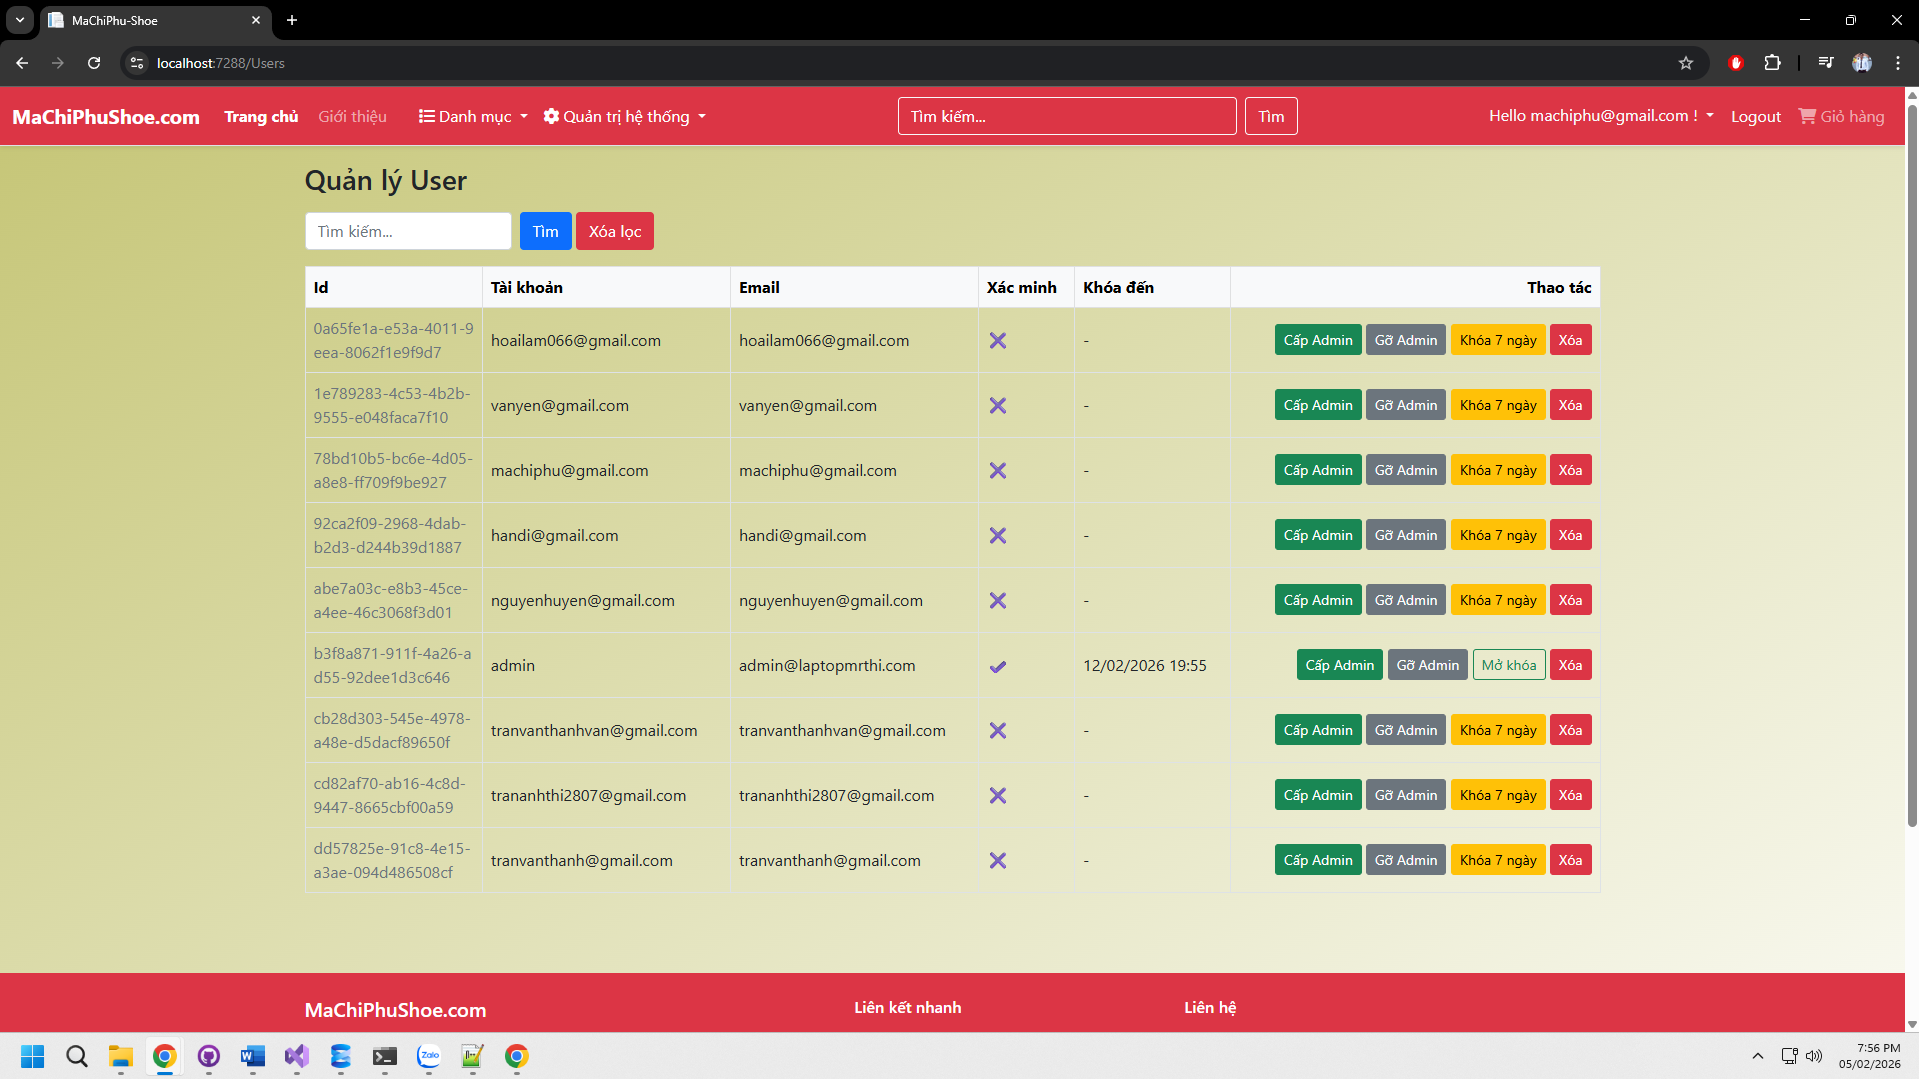 MaChiPhu-Shoe
localhost:7288/Users
MaChiPhuShoe.com Trang chủ Giới thiệu Danh mục Quản trị hệ thống Tìm kiếm... Tìm Hello machiphu@gmail.com ! Logout Giỏ hàng
Quản lý User
Tìm kiếm... Tìm Xóa lọc
Id Tài khoản Email Xác minh Khóa đến Thao tác
0a65fe1a-e53a-4011-9
eea-8062f1e9f9d7
hoailam066@gmail.com hoailam066@gmail.com - Cấp Admin Gỡ Admin Khóa 7 ngày Xóa
1e789283-4c53-4b2b-
9555-e048faca7f10
vanyen@gmail.com vanyen@gmail.com - Cấp Admin Gỡ Admin Khóa 7 ngày Xóa
78bd10b5-bc6e-4d05-
a8e8-ff709f9be927
machiphu@gmail.com machiphu@gmail.com - Cấp Admin Gỡ Admin Khóa 7 ngày Xóa
92ca2f09-2968-4dab-
b2d3-d244b39d1887
handi@gmail.com handi@gmail.com - Cấp Admin Gỡ Admin Khóa 7 ngày Xóa
abe7a03c-e8b3-45ce-
a4ee-46c3068f3d01
nguyenhuyen@gmail.com nguyenhuyen@gmail.com - Cấp Admin Gỡ Admin Khóa 7 ngày Xóa
b3f8a871-911f-4a26-a
d55-92dee1d3c646
admin admin@laptopmrthi.com 12/02/2026 19:55 Cấp Admin Gỡ Admin Mở khóa Xóa
cb28d303-545e-4978-
a48e-d5dacf89650f
tranvanthanhvan@gmail.com tranvanthanhvan@gmail.com - Cấp Admin Gỡ Admin Khóa 7 ngày Xóa
cd82af70-ab16-4c8d-
9447-8665cbf00a59
trananhthi2807@gmail.com trananhthi2807@gmail.com - Cấp Admin Gỡ Admin Khóa 7 ngày Xóa
dd57825e-91c8-4e15-
a3ae-094d486508cf
tranvanthanh@gmail.com tranvanthanh@gmail.com - Cấp Admin Gỡ Admin Khóa 7 ngày Xóa
MaChiPhuShoe.com Liên kết nhanh Liên hệ
Zalo
7:56 PM
05/02/2026